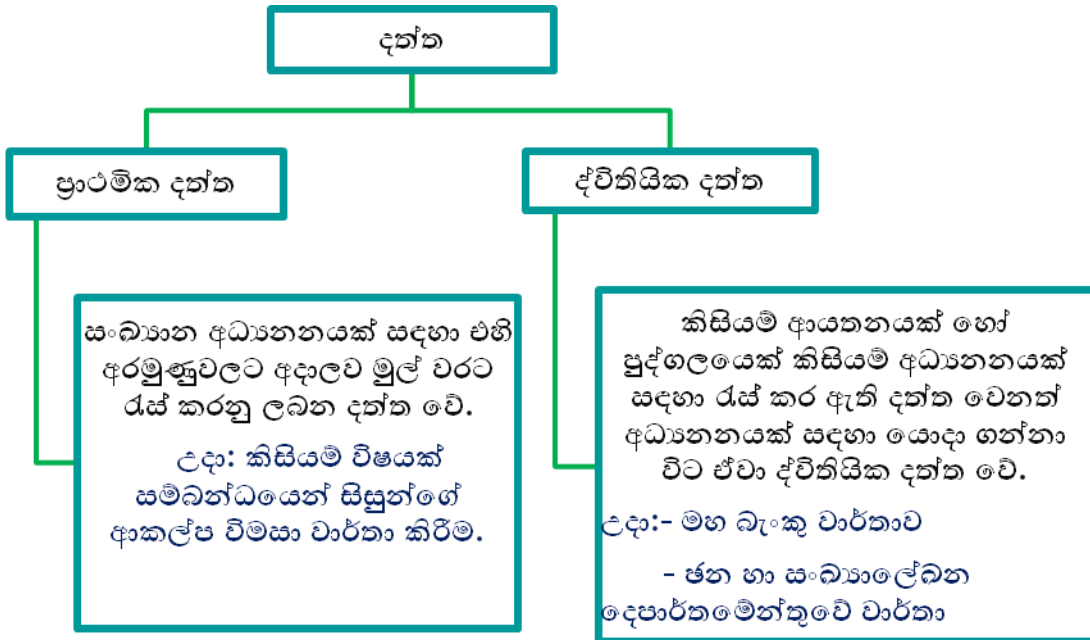 දත්ත
ප්‍රාථමික දත්ත
ද්විතියික දත්ත
සංඛ්‍යාන අධ්‍යනනයක් සඳහා එහි
අරමුණුවලට අදාලව මුල් වරට
රැස් කරනු ලබන දත්ත වේ.
උදා: කිසියම් විෂයක්
සම්බන්ධයෙන් සිසුන්ගේ
ආකල්ප විමසා වාර්තා කිරීම.
කිසියම් ආයතනයක් හෝ
පුද්ගලයෙක් කිසියම් අධ්‍යනනයක්
සඳහා රැස් කර ඇති දත්ත වෙනත්
අධ්‍යනනයක් සඳහා යොදා ගන්නා
විට ඒවා ද්විතියික දත්ත වේ.
උදා:- මහ බැංකු වාර්තාව
- ඡන හා සංඛ්‍යාලේඛන
දෙපාර්තමේන්තුවේ වාර්තා